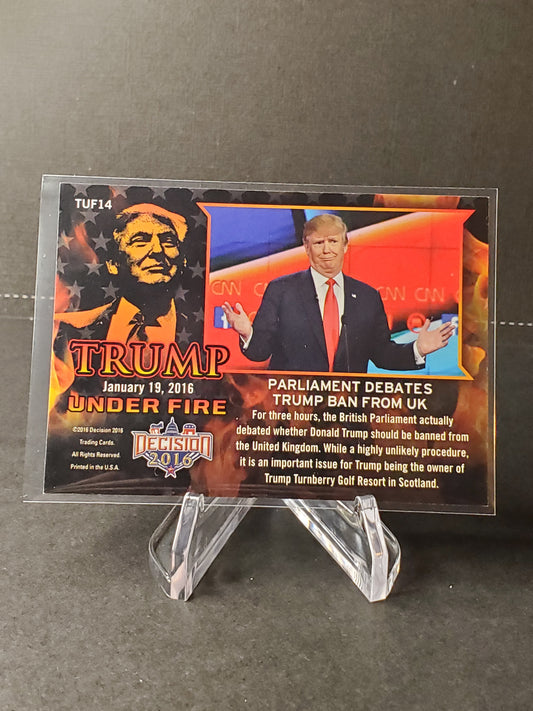 TUF14
TRUMP
January 19, 2016
UNDER FIRE
©2016 Decision 2016
Trading Cards.
All Rights Reserved.
Printed in the U.S.A.
DECISION
2016
CNN
CNN
CNN
CNN
PARLIAMENT DEBATES
TRUMP BAN FROM UK
For three hours, the British Parliament actually
debated whether Donald Trump should be banned from
the United Kingdom. While a highly unlikely procedure,
it is an important issue for Trump being the owner of
Trump Turnberry Golf Resort in Scotland.